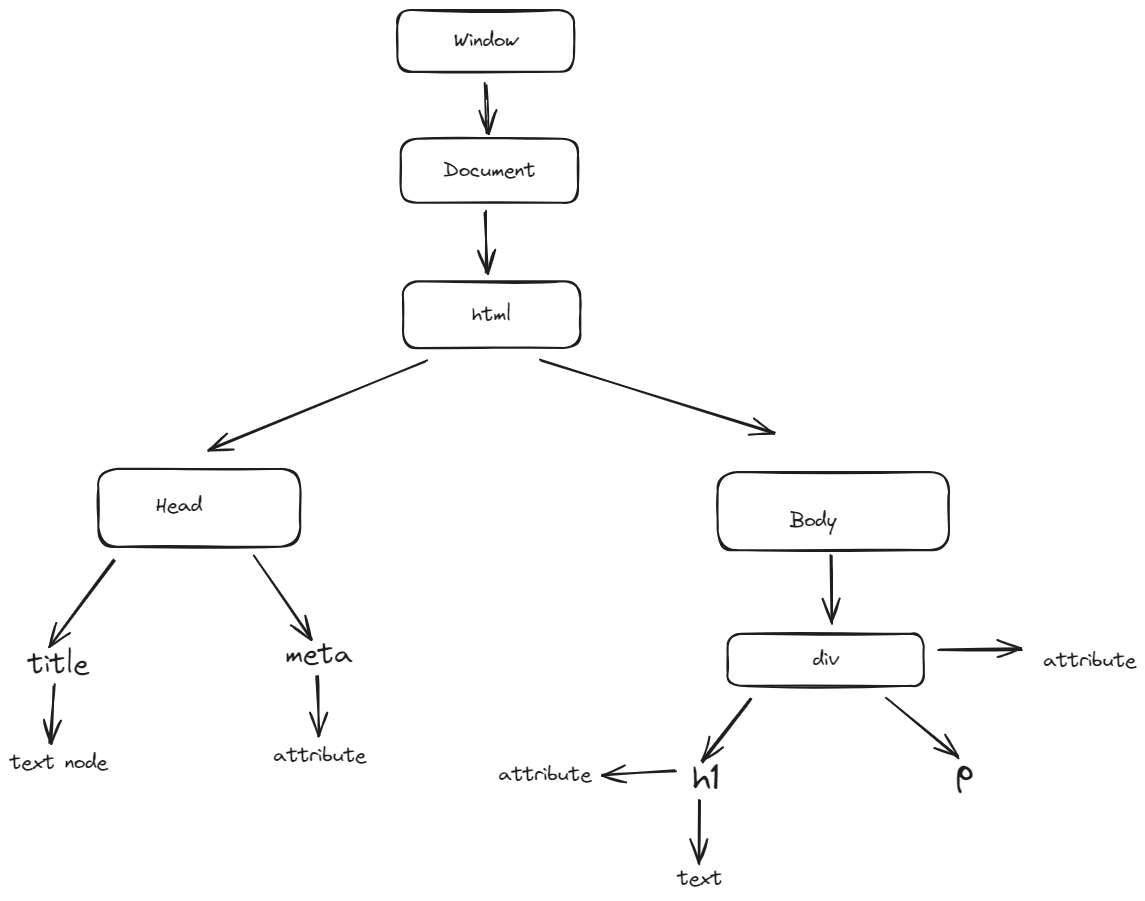 Window
Document
html
Head
Body
title
meta
div
attribute
text node
attribute
attribute
h1
p
text